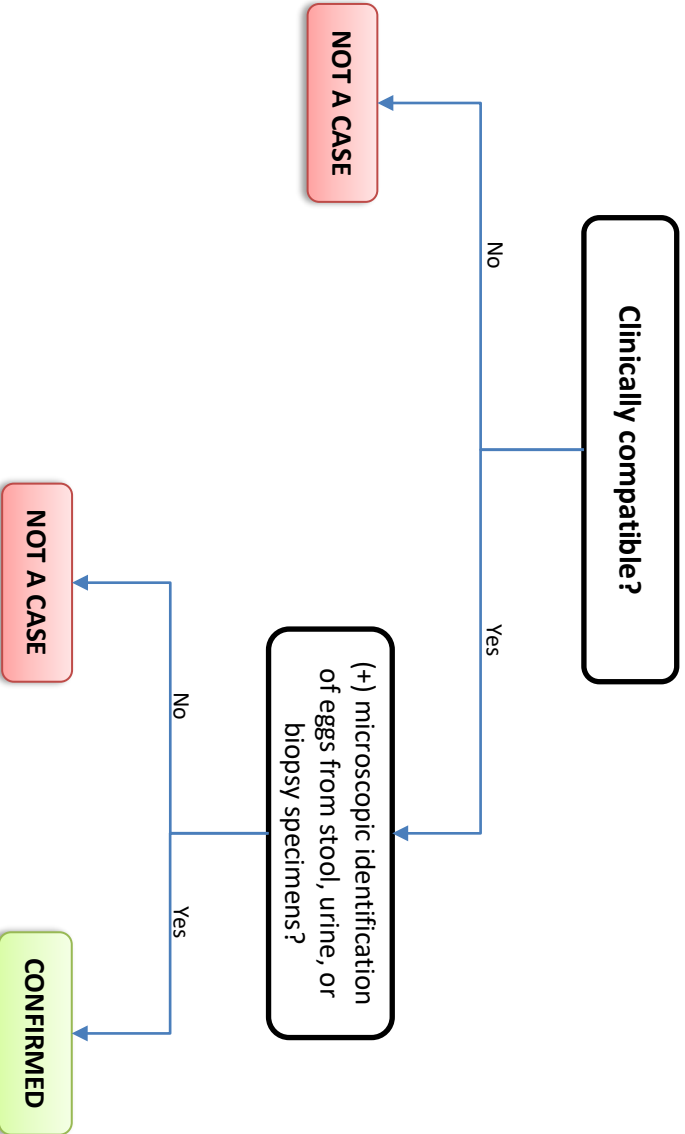 Clinically compatible?
No
Yes
NOT A CASE
(+) microscopic identification
of eggs from stool, urine, or
biopsy specimens?
No
Yes
NOT A CASE
CONFIRMED